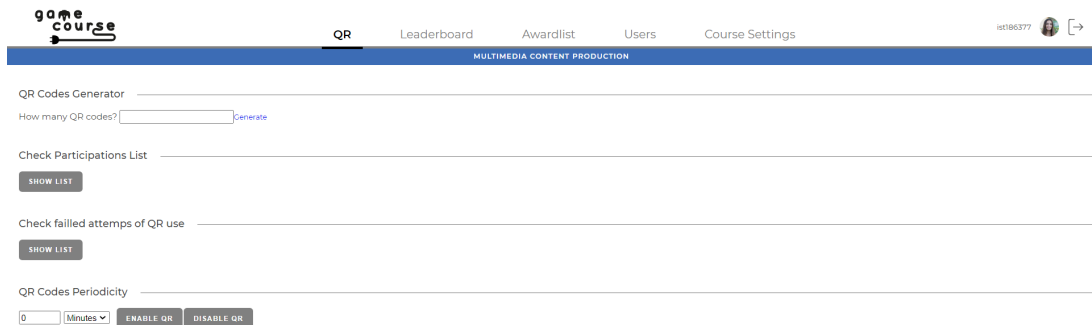 game
course
QR Leaderboard Awardlist Users Course Settings ist186377
MULTIMEDIA CONTENT PRODUCTION
QR Codes Generator
How many QR codes? Generate
Check Participations List
SHOW LIST
Check failled attemps of QR use
SHOW LIST
QR Codes Periodicity
0 Minutes ENABLE QR DISABLE QR